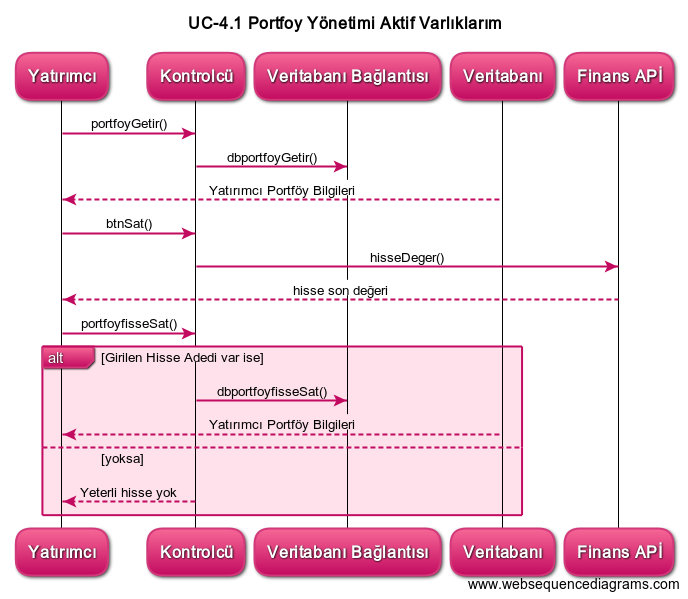 UC-4.1 Portfoy Yönetimi Aktif Varlıklarım
Yatırımcı Kontrolcü Veritabanı Bağlantısı Veritabanı Finans APİ
portfoyGetir()
dbportfoyGetir()
Yatırımcı Portföy Bilgileri
btnSat()
hisseDeger()
hisse son değeri
portfoyfisseSat()
alt [Girilen Hisse Adedi var ise]
dbportfoyfisseSat()
Yatırımcı Portföy Bilgileri
[yoksa]
Yeterli hisse yok
Yatırımcı Kontrolcü Veritabanı Bağlantısı Veritabanı Finans APİ
www.websequencediagrams.com